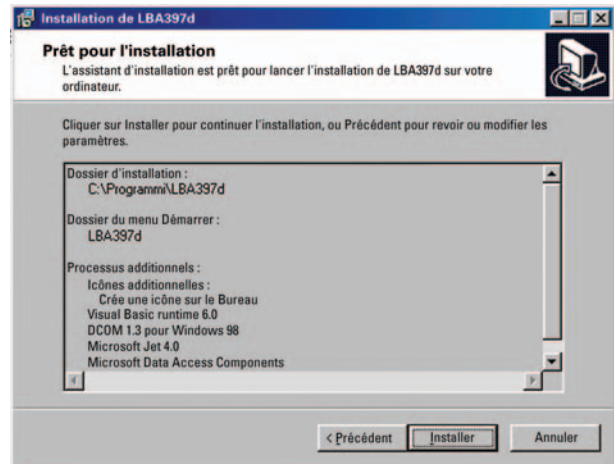 Installation de LBA397d
Prêt pour l'installation
L'assistant d'installation est prêt pour lancer l'installation de LBA397d sur votre
ordinateur.
Cliquer sur Installer pour continuer l'installation, ou Précédent pour revoir ou modifier les
paramètres.
Dossier d'installation :
C:\Programmi\LBA397d
Dossier du menu Démarrer :
LBA397d
Processus additionnels :
Icônes additionnelles :
Crée une icône sur le Bureau
Visual Basic runtime 6.0
DCOM 1.3 pour Windows 98
Microsoft Jet 4.0
Microsoft Data Access Components
< Précédent Installer Annuler